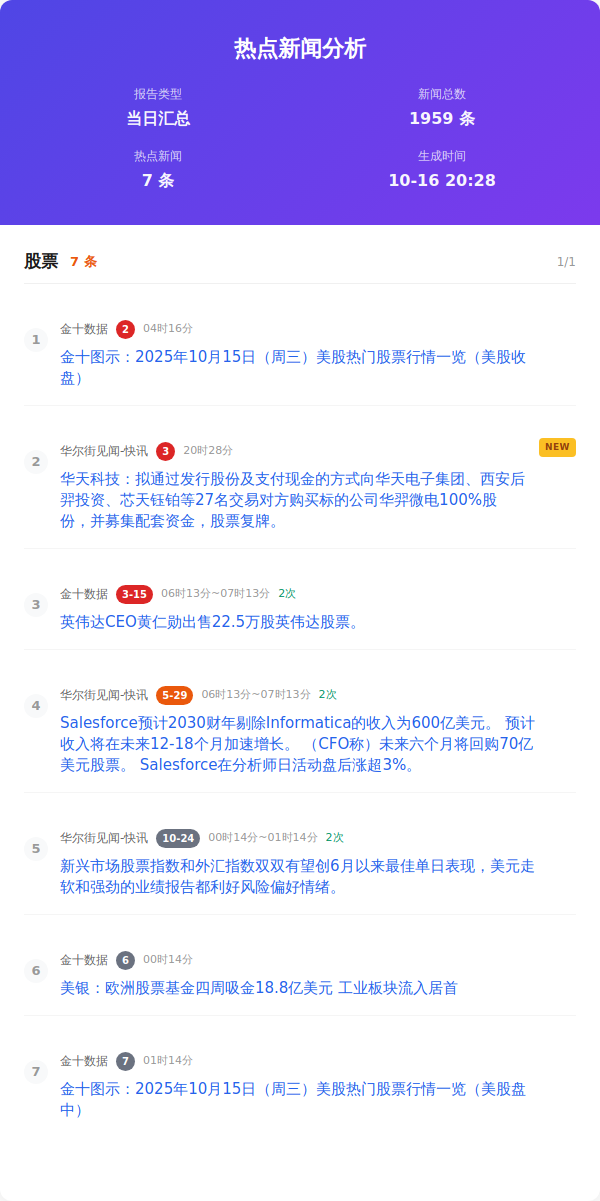 热点新闻分析
报告类型
当日汇总
新闻总数
1959 条
热点新闻
7 条
生成时间
10-16 20:28
股票 7 条 1/1
1
金十数据 2 04时16分
金十图示：2025年10月15日（周三）美股热门股票行情一览（美股收
盘）
2
华尔街见闻-快讯 3 20时28分 NEW
华天科技：拟通过发行股份及支付现金的方式向华天电子集团、西安后
羿投资、芯天钰铂等27名交易对方购买标的公司华羿微电100%股
份，并募集配套资金，股票复牌。
3
金十数据 3-15 06时13分~07时13分 2次
英伟达CEO黄仁勋出售22.5万股英伟达股票。
4
华尔街见闻-快讯 5-29 06时13分~07时13分 2次
Salesforce预计2030财年剔除Informatica的收入为600亿美元。 预计
收入将在未来12-18个月加速增长。 （CFO称）未来六个月将回购70亿
美元股票。 Salesforce在分析师日活动盘后涨超3%。
5
华尔街见闻-快讯 10-24 00时14分~01时14分 2次
新兴市场股票指数和外汇指数双双有望创6月以来最佳单日表现，美元走
软和强劲的业绩报告都利好风险偏好情绪。
6
金十数据 6 00时14分
美银：欧洲股票基金四周吸金18.8亿美元 工业板块流入居首
7
金十数据 7 01时14分
金十图示：2025年10月15日（周三）美股热门股票行情一览（美股盘
中）